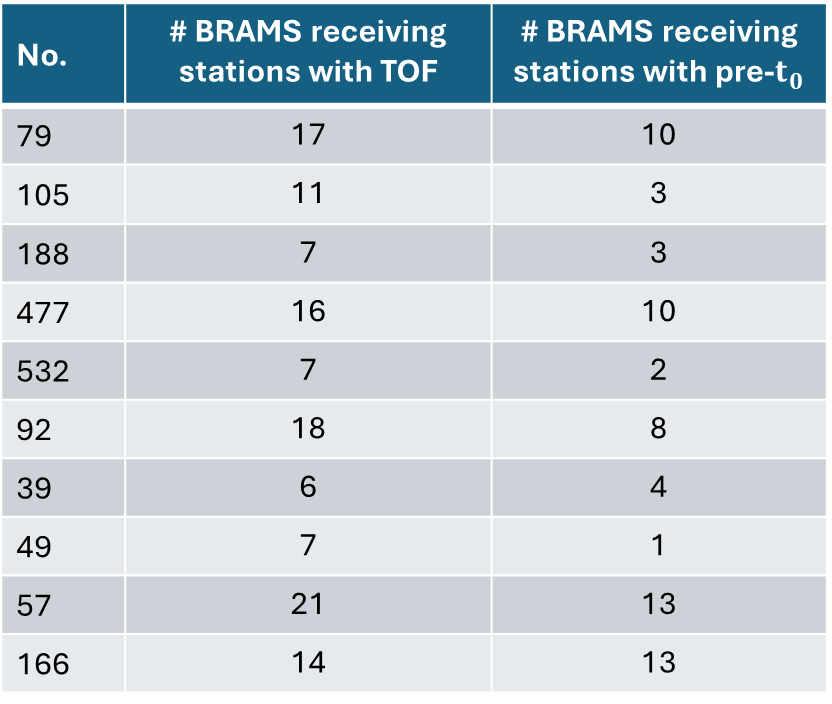 No. # BRAMS receiving stations with TOF # BRAMS receiving stations with pre-t₀
79 17 10
105 11 3
188 7 3
477 16 10
532 7 2
92 18 8
39 6 4
49 7 1
57 21 13
166 14 13